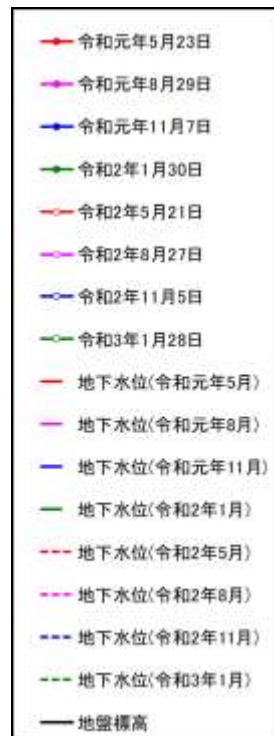 令和元年5月23日
令和元年8月29日
令和元年11月7日
令和2年1月30日
令和2年5月21日
令和2年8月27日
令和2年11月5日
令和3年1月28日
地下水位(令和元年5月)
地下水位(令和元年8月)
地下水位(令和元年11月)
地下水位(令和2年1月)
地下水位(令和2年5月)
地下水位(令和2年8月)
地下水位(令和2年11月)
地下水位(令和3年1月)
地盤標高